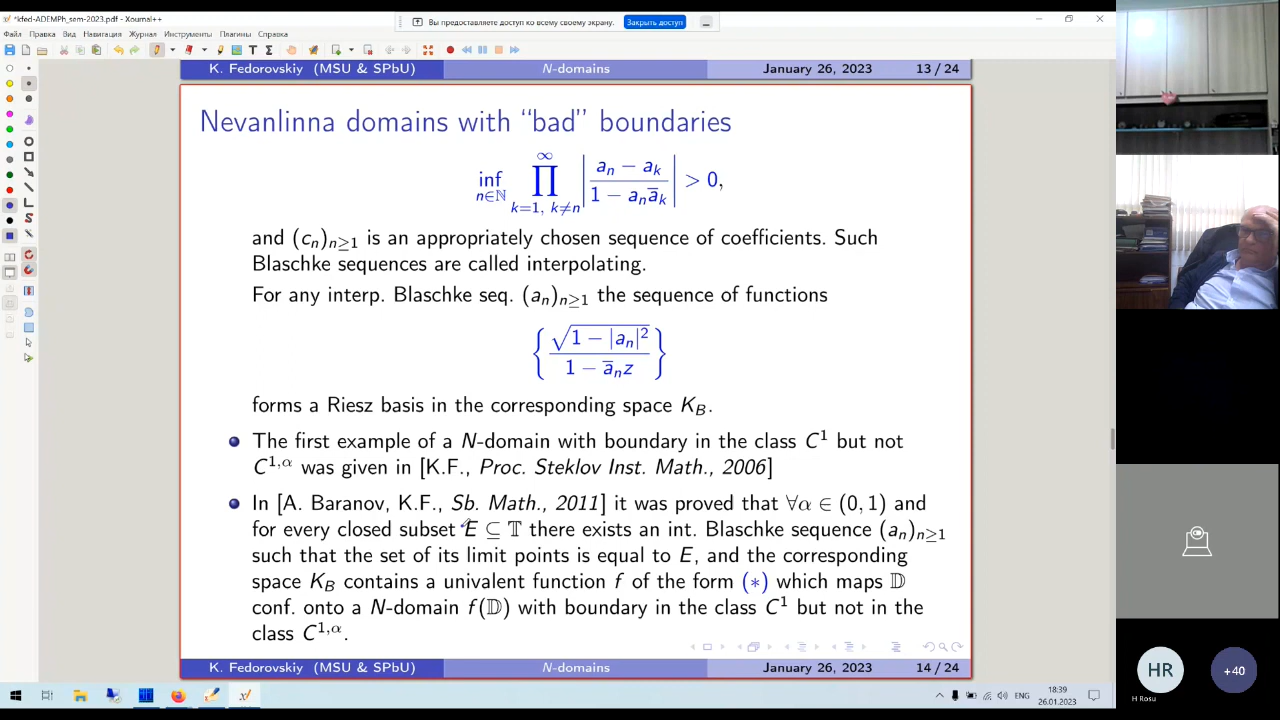 *kfed-ADEMPh_sem-2023.pdf - Xournal++
Вы предоставляете доступ ко всему своему экрану.
Закрыть доступ
Файл Правка Вид Навигация Журнал Инструменты Плагины Справка
K. Fedorovskiy (MSU & SPbU) N-domains January 26, 2023 13 / 24
Nevanlinna domains with “bad” boundaries
inf_{n∈ℕ} ∏_{k=1, k≠n}^{∞} |(a_n − a_k)/(1 − a_n ā_k)| > 0,
and (c_n)_{n≥1} is an appropriately chosen sequence of coefficients. Such
Blaschke sequences are called interpolating.
For any interp. Blaschke seq. (a_n)_{n≥1} the sequence of functions
{ √(1 − |a_n|²) / (1 − ā_n z) }
forms a Riesz basis in the corresponding space K_B.
The first example of a N-domain with boundary in the class C¹ but not
C^{1,α} was given in [K.F., Proc. Steklov Inst. Math., 2006]
In [A. Baranov, K.F., Sb. Math., 2011] it was proved that ∀α ∈ (0, 1) and
for every closed subset E ⊆ 𝕋 there exists an int. Blaschke sequence (a_n)_{n≥1}
such that the set of its limit points is equal to E, and the corresponding
space K_B contains a univalent function f of the form (∗) which maps 𝔻
conf. onto a N-domain f(𝔻) with boundary in the class C¹ but not in the
class C^{1,α}.
K. Fedorovskiy (MSU & SPbU) N-domains January 26, 2023 14 / 24
HR
H Rosu
+40
ENG
18:39
26.01.2023